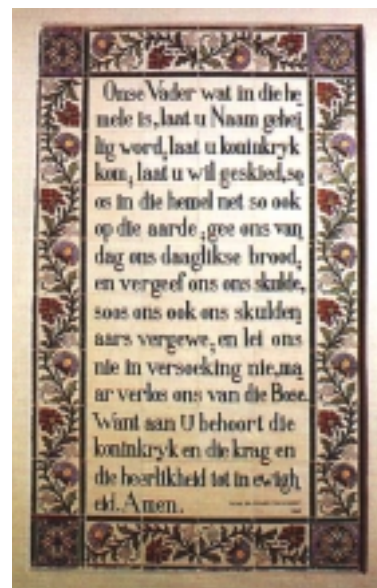 Onse Vader wat in die he
mele is, laat u Naam gehei
lig word, laat u koninkryk
kom, laat u wil geskied, so
os in die hemel net so ook
op die aarde; gee ons van
dag ons daaglikse brood,
en vergeef ons ons skulde,
soos ons ook ons skulden
aars vergewe; en lei ons
nie in versoeking nie, ma
ar verlos ons van die Bose.
Want aan U behoort die
koninkryk en die krag en
die heerlikheid tot in ewigh
eid. Amen.